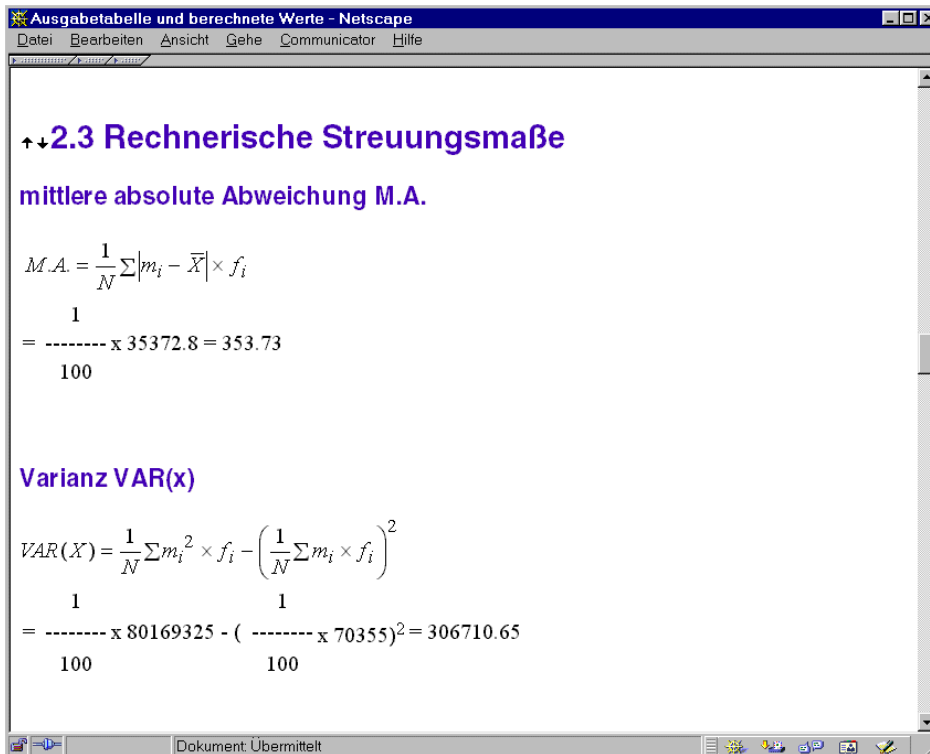 Ausgabetabelle und berechnete Werte - Netscape
Datei Bearbeiten Ansicht Gehe Communicator Hilfe
2.3 Rechnerische Streuungsmaße
mittlere absolute Abweichung M.A.
M.A. = 1/N ∑|mᵢ − X̅| × fᵢ
1
= -------- x 35372.8 = 353.73
100
Varianz VAR(x)
VAR(X) = 1/N ∑mᵢ² × fᵢ − (1/N ∑mᵢ × fᵢ)²
1 1
= -------- x 80169325 - ( -------- x 70355)² = 306710.65
100 100
Dokument: Übermittelt